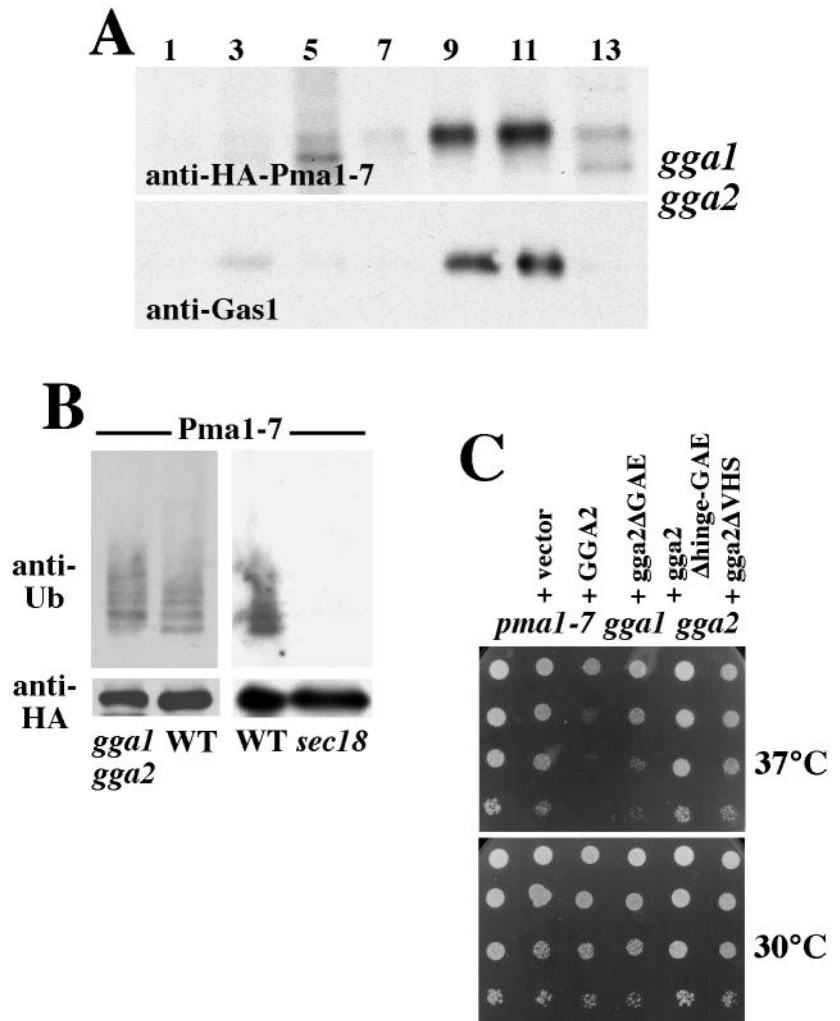 A
1 3 5 7 9 11 13
anti-HA-Pma1-7
gga1
gga2
anti-Gas1
B
Pma1-7
anti-
Ub
anti-
HA
gga1
gga2
WT
WT sec18
C
+ vector
+ GGA2
+ gga2ΔGAE
+ gga2
Δhinge-GAE
+ gga2ΔVHS
pma1-7 gga1 gga2
37°C
30°C